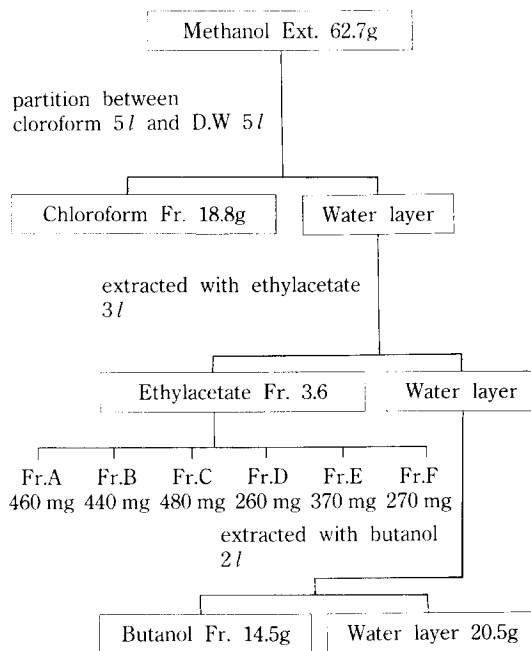 Methanol Ext. 62.7g
partition between
cloroform 5l and D.W 5l
Chloroform Fr. 18.8g
Water layer
extracted with ethylacetate
3l
Ethylacetate Fr. 3.6
Water layer
Fr.A Fr.B Fr.C Fr.D Fr.E Fr.F
460 mg 440 mg 480 mg 260 mg 370 mg 270 mg
extracted with butanol
2l
Butanol Fr. 14.5g
Water layer 20.5g